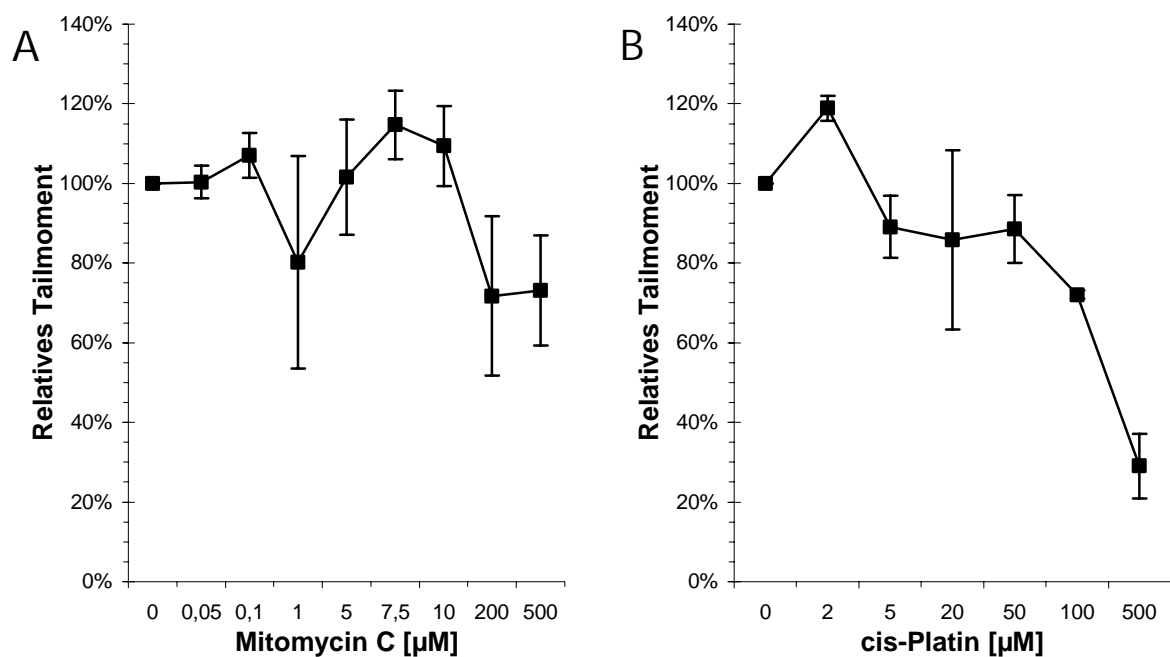 A
Relatives Tailmoment
140%
120%
100%
80%
60%
40%
20%
0%
0 0,05 0,1 1 5 7,5 10 200 500
Mitomycin C [µM]
B
Relatives Tailmoment
140%
120%
100%
80%
60%
40%
20%
0%
0 2 5 20 50 100 500
cis-Platin [µM]